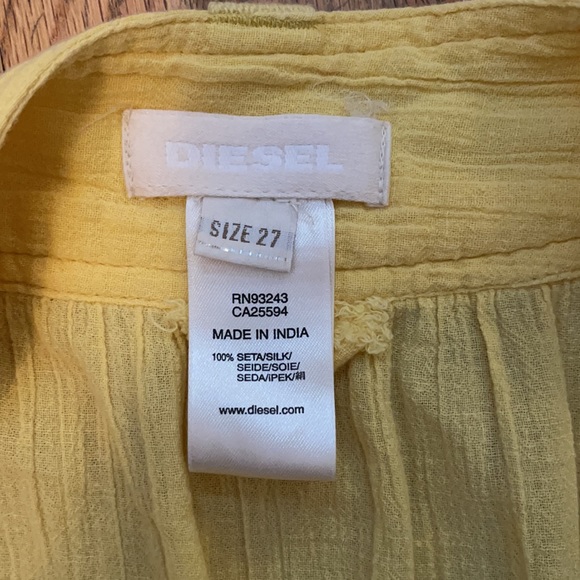 DIESEL
SIZE 27
RN93243
CA25594
MADE IN INDIA
100% SETA/SILK/
SEIDE/SOIE/
SEDA/iPEK/絹
www.diesel.com